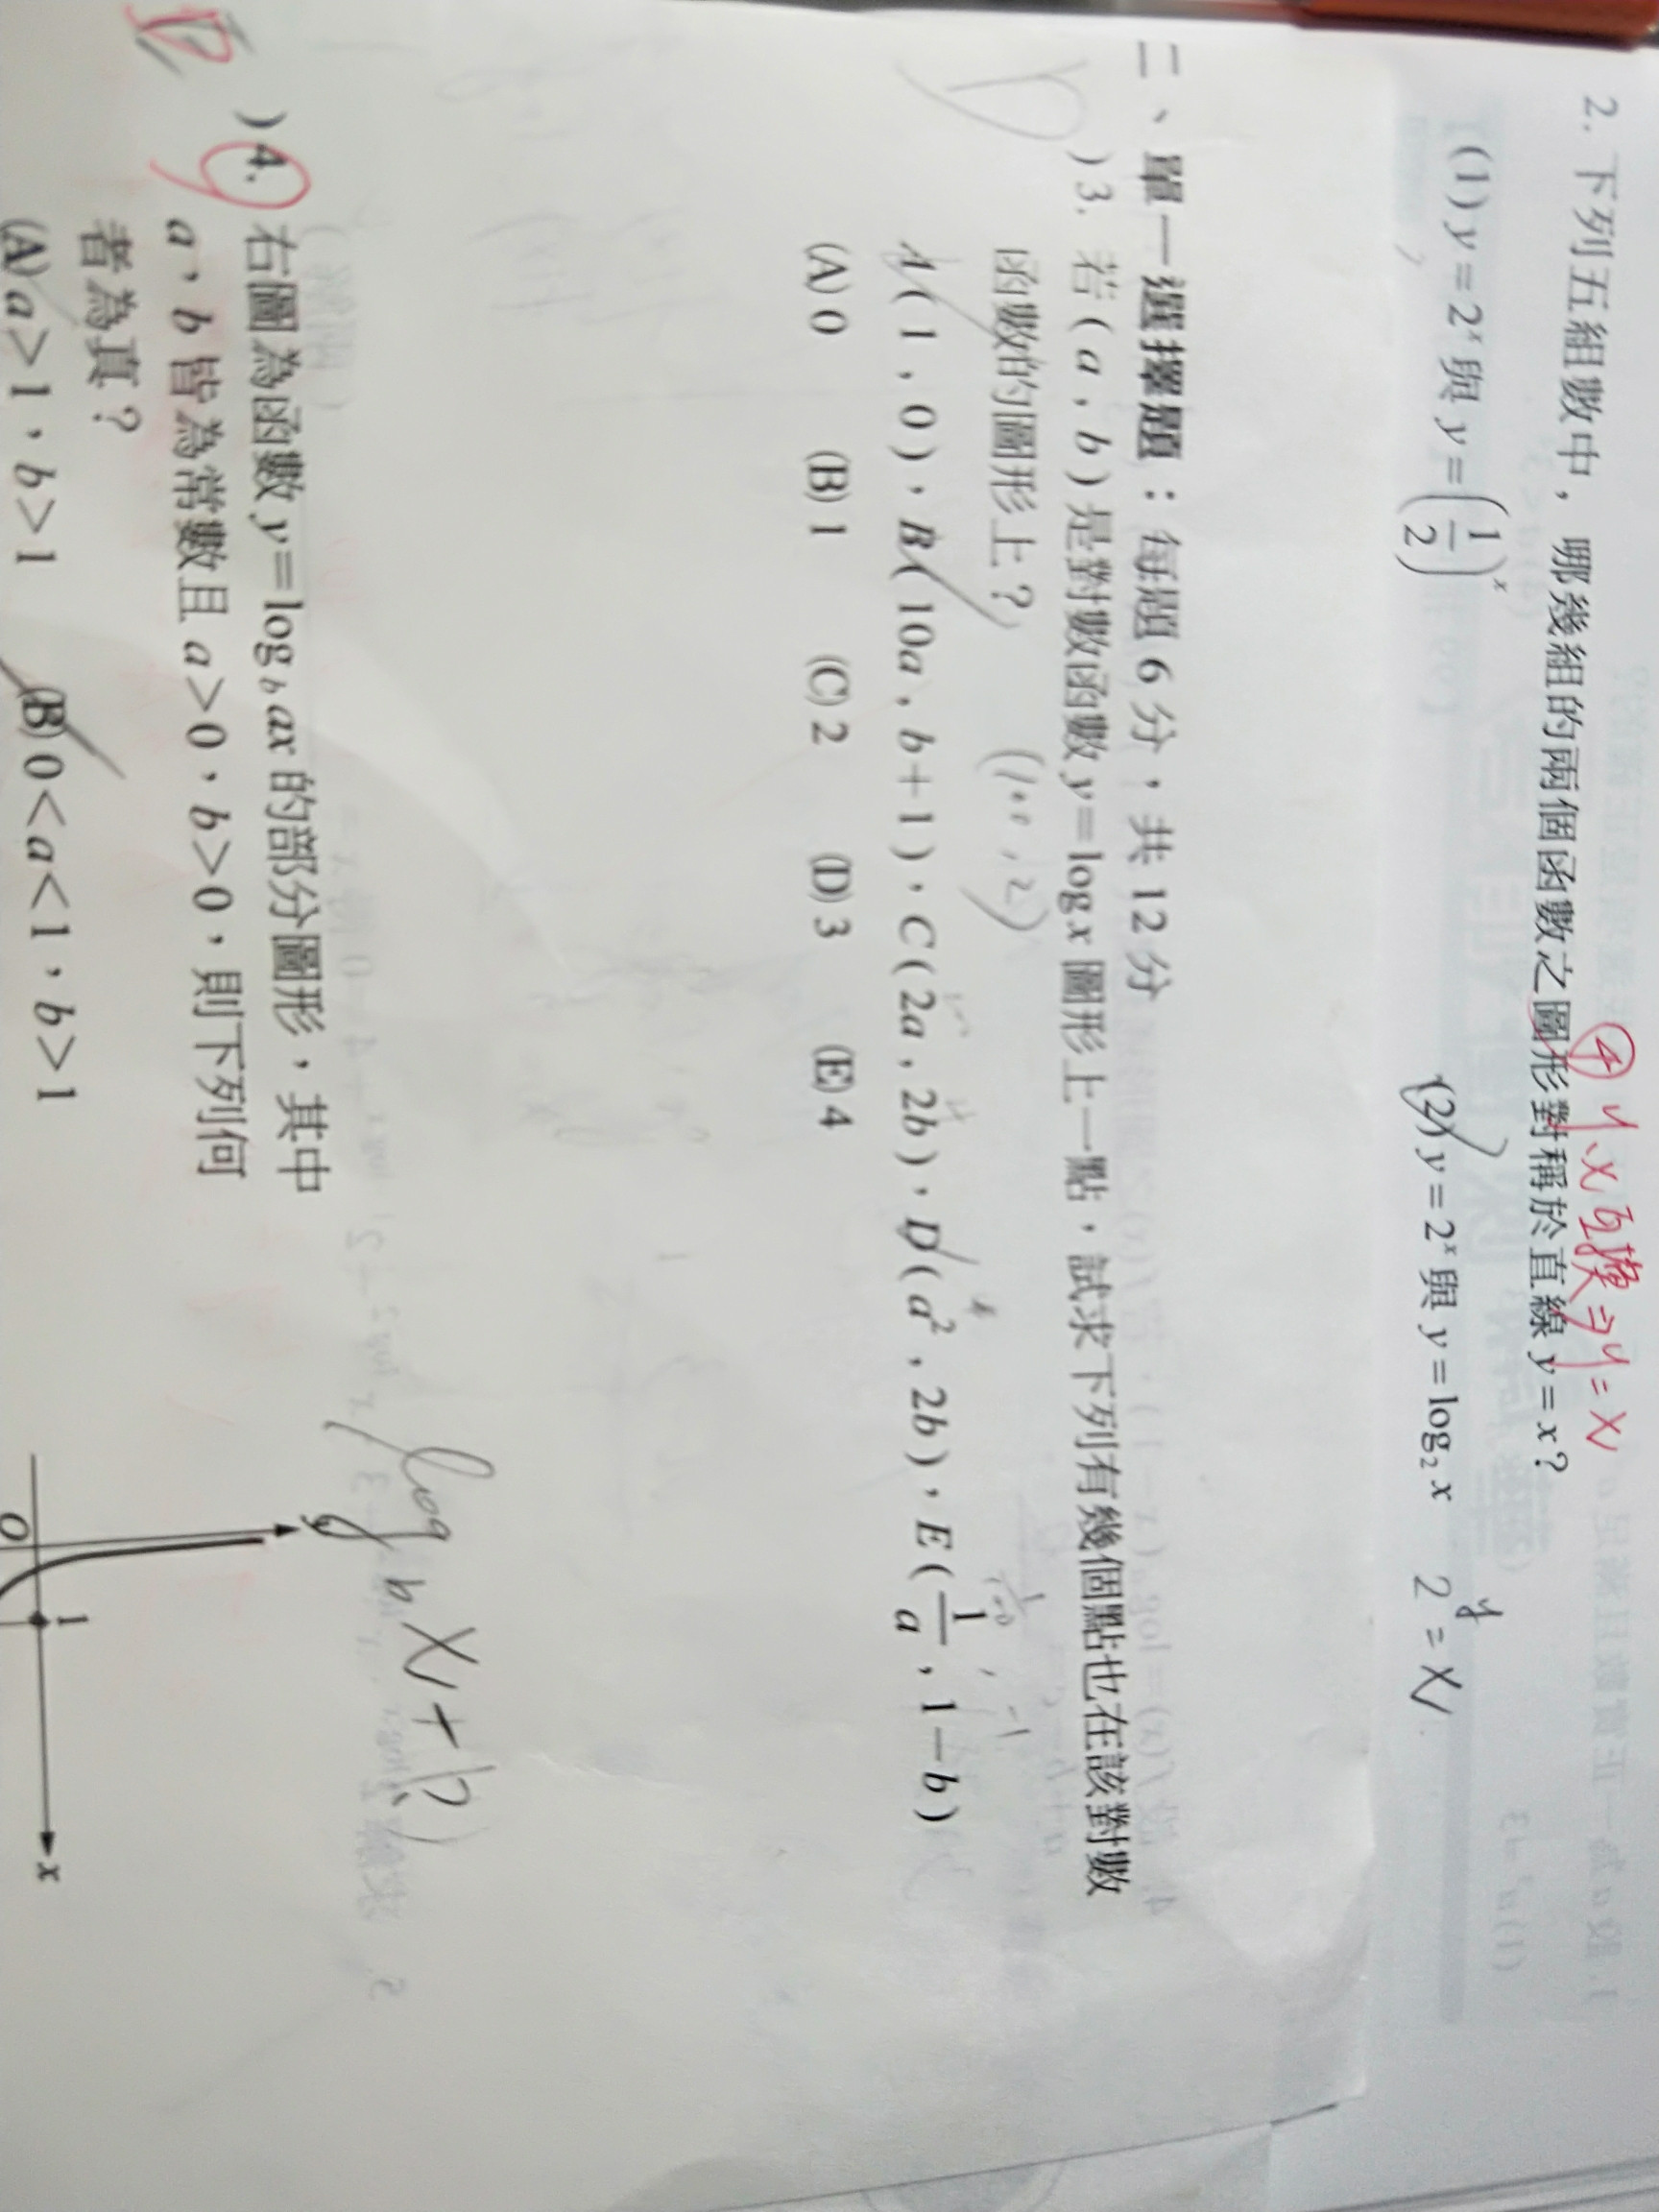 2. 下列五組數中，哪幾組的兩個函數之圖形對稱於直線 y=x？
④ y、x 互換⇒y=x
(1) y=2^x 與 y=(1/2)^x
(2) y=2^x 與 y=log₂x
2^y=x
二、單一選擇題：每題 6 分，共 12 分
)3. 若(a,b)是對數函數 y=log x 圖形上一點，試求下列有幾個點也在該對數
函數的圖形上？
(100,2)
A(1,0)，B(10a,b+1)，C(2a,2b)，D(a²,2b)，E(1/a,1-b)
(A) 0 (B) 1 (C) 2 (D) 3 (E) 4
D
)4. 右圖為函數 y=log_b ax 的部分圖形，其中
a，b 皆為常數且 a>0，b>0，則下列何
者為真？
(A) a>1，b>1 (B) 0<a<1，b>1
y
1
O
x